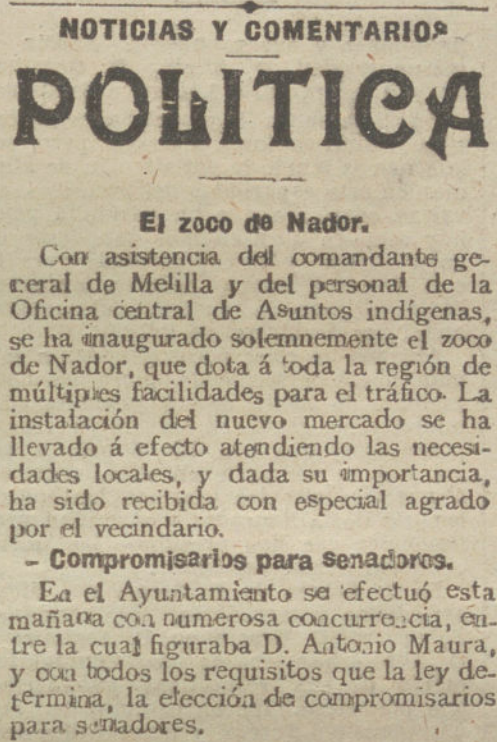 NOTICIAS Y COMENTARIOS
POLITICA
El zoco de Nador.
Con asistencia del comandante ge-
neral de Melilla y del personal de la
Oficina central de Asuntos indígenas,
se ha inaugurado solemnemente el zoco
de Nador, que dota á toda la región de
múltiples facilidades para el tráfico. La
instalación del nuevo mercado se ha
llevado á efecto atendiendo las necesi-
dades locales, y dada su importancia,
ha sido recibida con especial agrado
por el vecindario.
- Compromisarios para senadores.
En el Ayuntamiento se efectuó esta
mañana con numerosa concurrencia, en-
tre la cual figuraba D. Antonio Maura,
y con todos los requisitos que la ley de-
termina, la elección de compromisarios
para senadores.